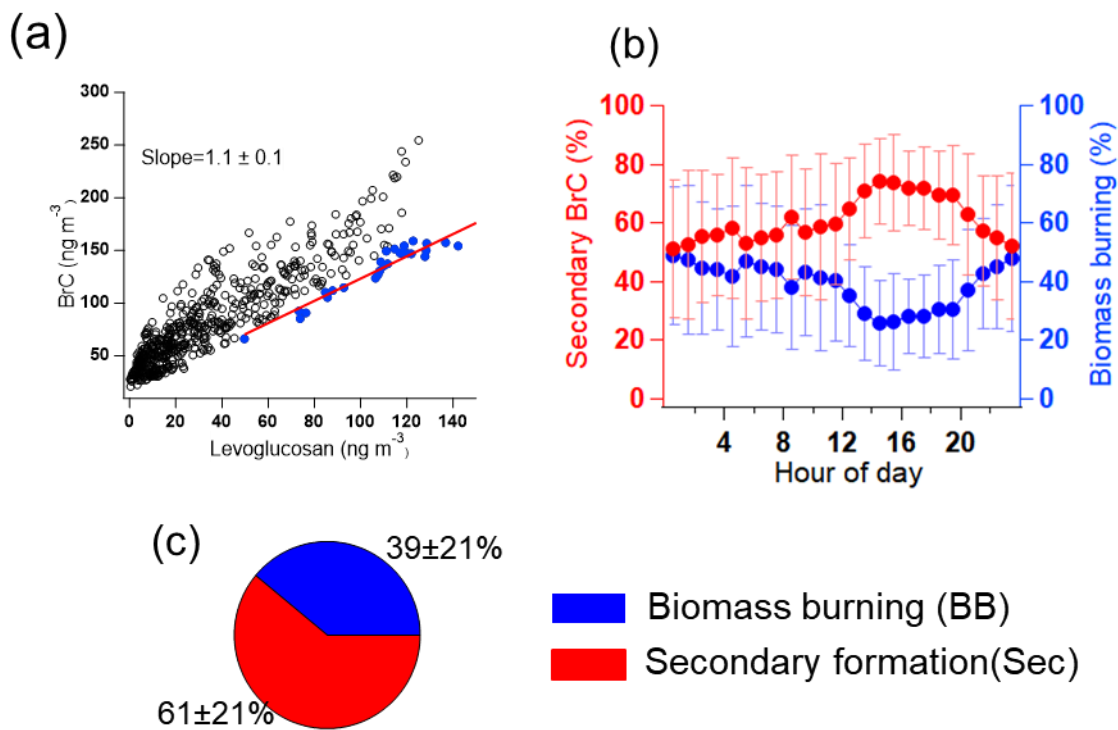 (a)
300
250
200
150
100
50
BrC (ng m⁻³)
Slope=1.1 ± 0.1
0 20 40 60 80 100 120 140
Levoglucosan (ng m⁻³)
(b)
100
80
60
40
20
0
Secondary BrC (%)
100
80
60
40
20
0
Biomass burning (%)
4 8 12 16 20
Hour of day
(c)
39±21%
61±21%
Biomass burning (BB)
Secondary formation(Sec)